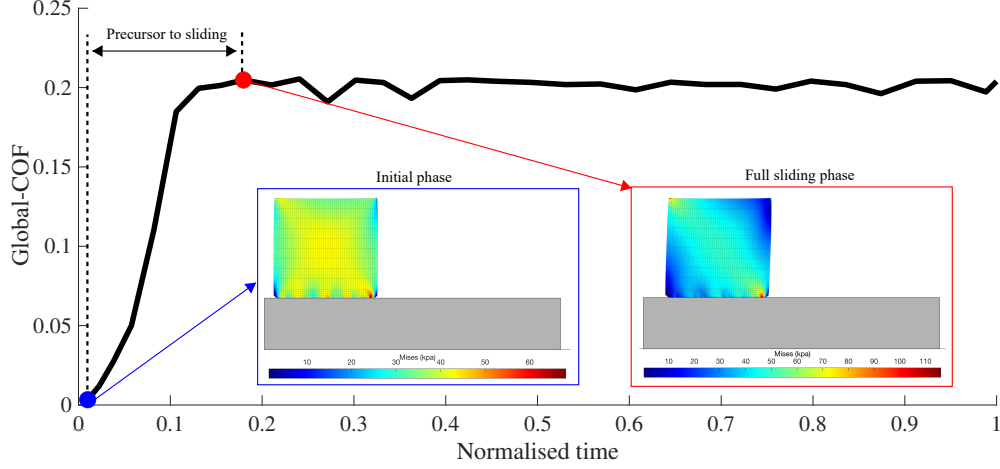 0.25
Precursor to sliding
0.2
0.15
0.1
0.05
0
Global-COF
Initial phase
Mises (kpa)
10 20 30 40 50 60
Full sliding phase
Mises (kpa)
10 20 30 40 50 60 70 80 90 100 110
0 0.1 0.2 0.3 0.4 0.5 0.6 0.7 0.8 0.9 1
Normalised time